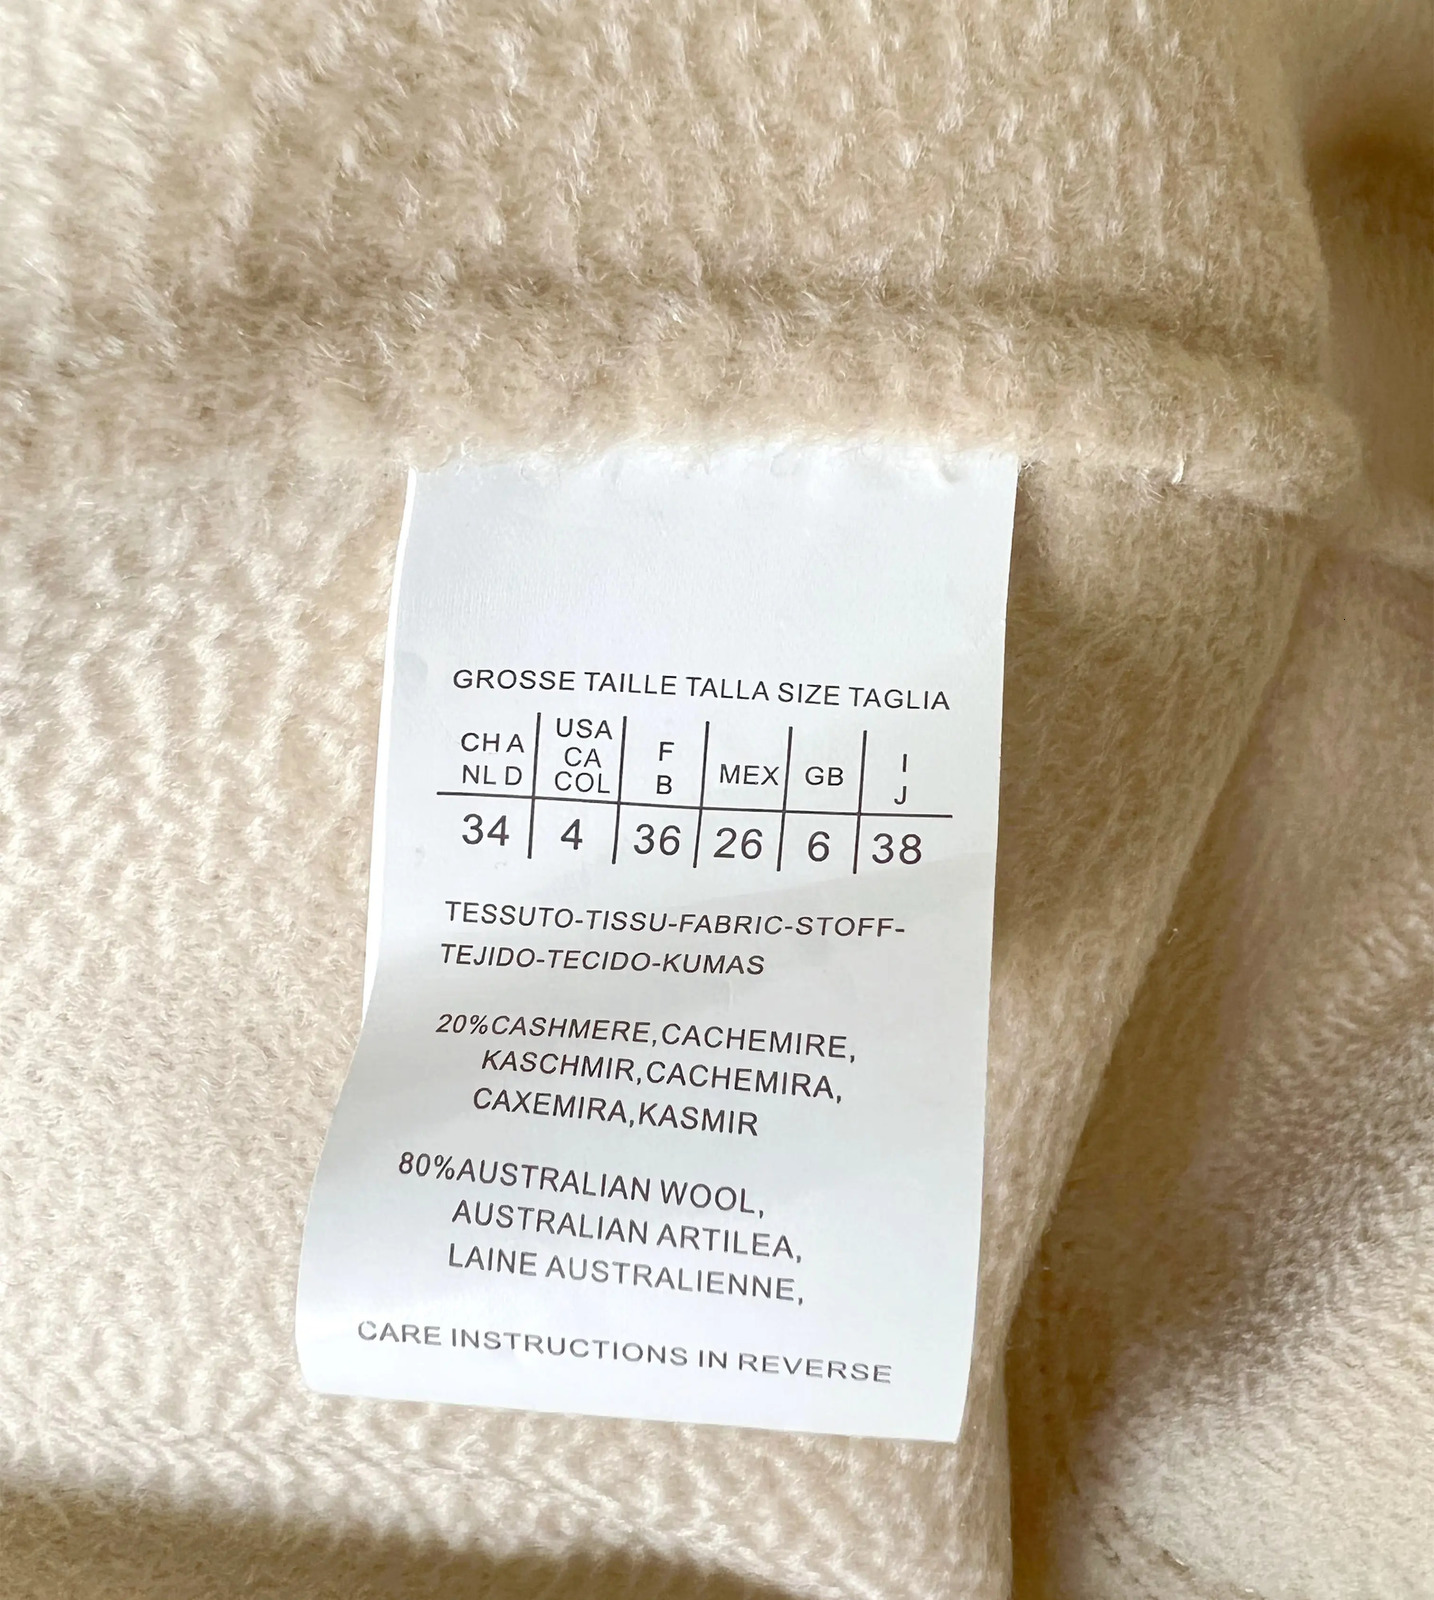 GROSSE TAILLE TALLA SIZE TAGLIA
CH A USA F MEX GB I
NL D CA B J
COL
34 4 36 26 6 38
TESSUTO-TISSU-FABRIC-STOFF-
TEJIDO-TECIDO-KUMAS
20%CASHMERE,CACHEMIRE,
KASCHMIR,CACHEMIRA,
CAXEMIRA,KASMIR
80%AUSTRALIAN WOOL,
AUSTRALIAN ARTILEA,
LAINE AUSTRALIENNE,
CARE INSTRUCTIONS IN REVERSE